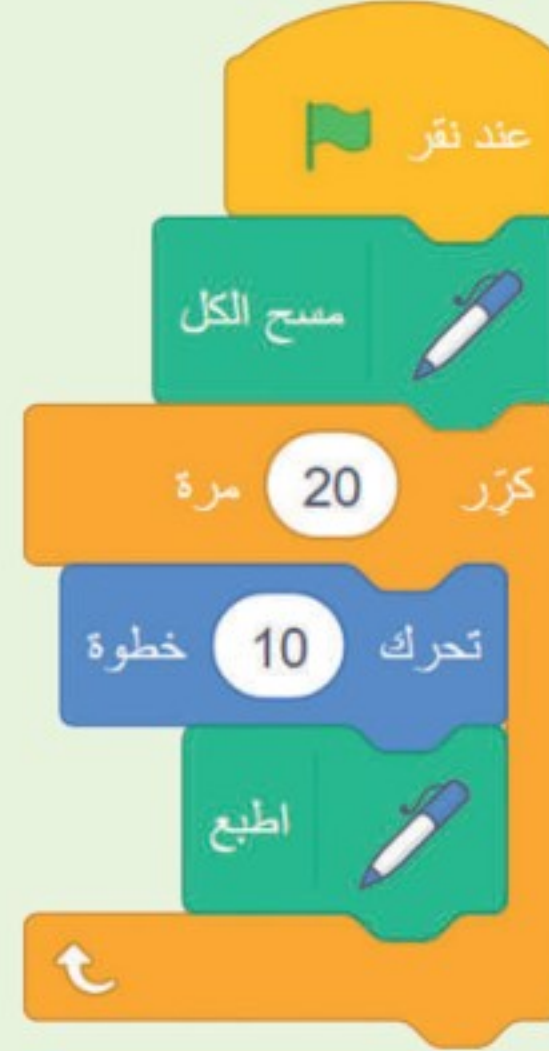 عند نقر
مسح الكل
كرِّر 20 مرة
تحرك 10 خطوة
اطبع